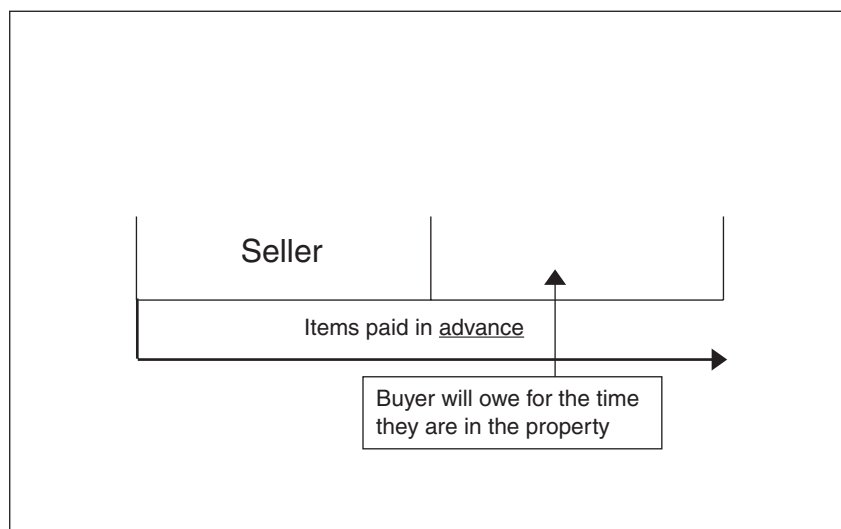 Seller
Items paid in advance
Buyer will owe for the time
they are in the property